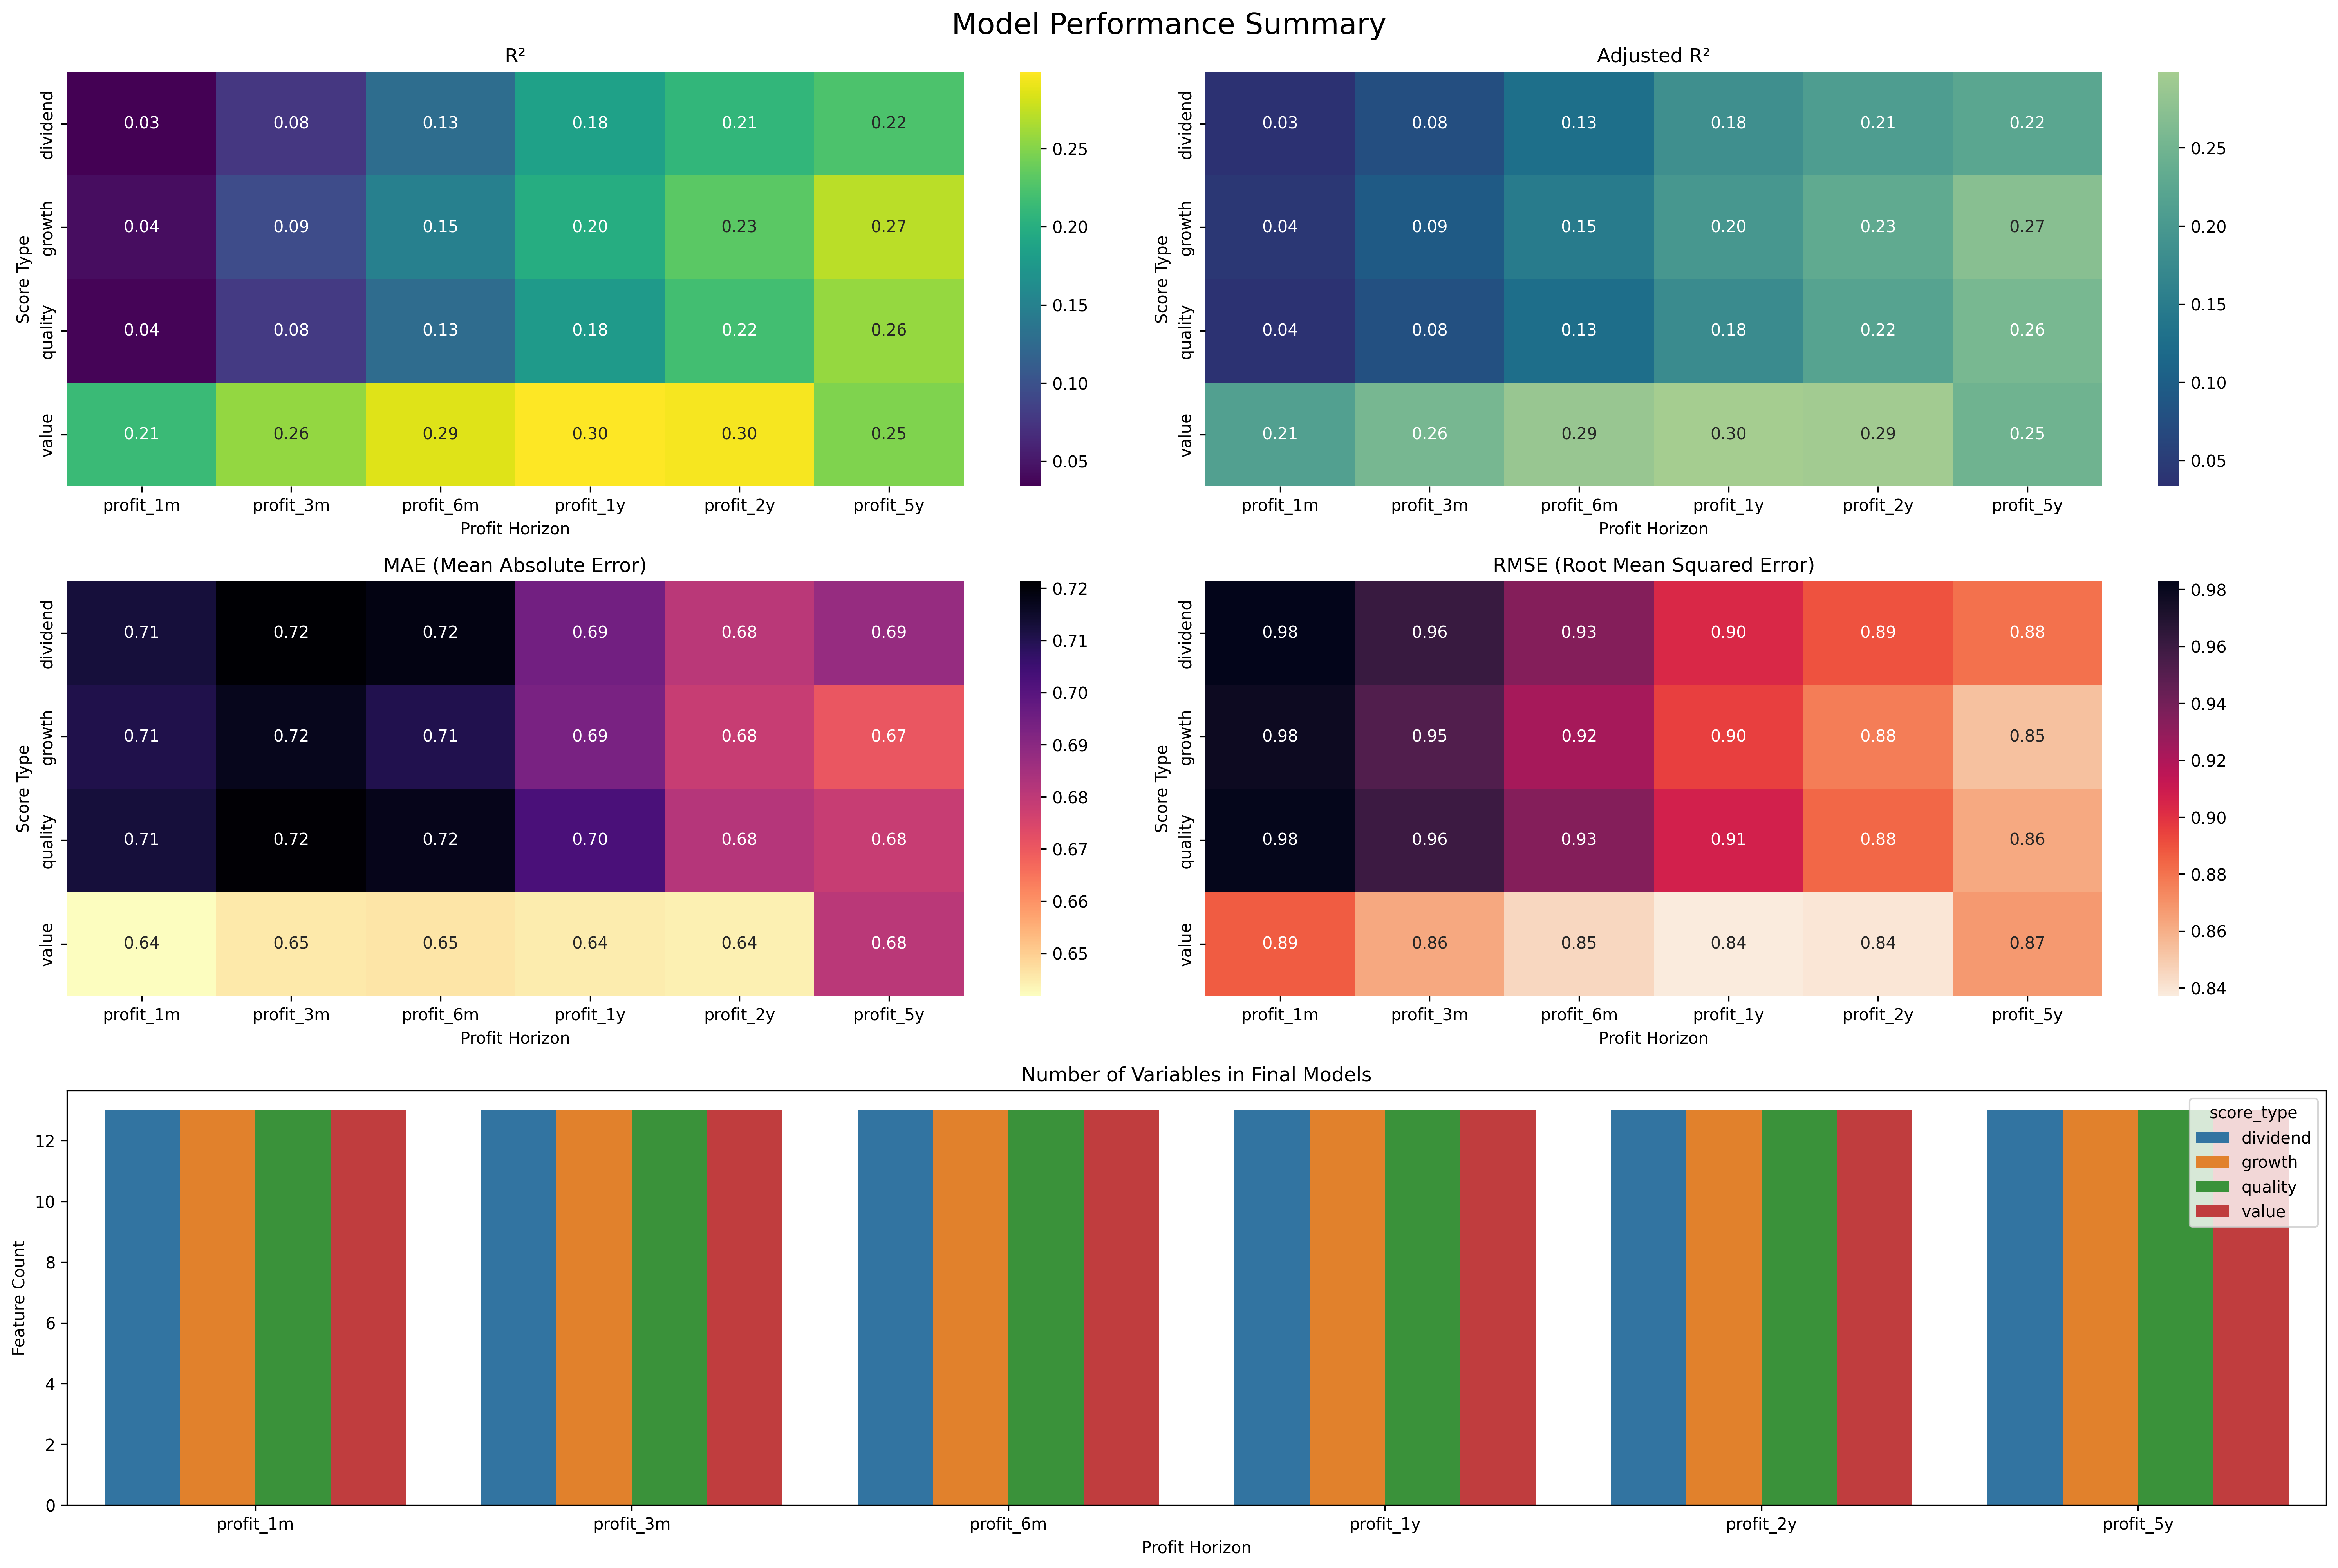 Model Performance Summary
R²
Score Type
dividend 0.03 0.08 0.13 0.18 0.21 0.22
growth 0.04 0.09 0.15 0.20 0.23 0.27
quality 0.04 0.08 0.13 0.18 0.22 0.26
value 0.21 0.26 0.29 0.30 0.30 0.25
profit_1m profit_3m profit_6m profit_1y profit_2y profit_5y
Profit Horizon
0.25
0.20
0.15
0.10
0.05
Adjusted R²
Score Type
dividend 0.03 0.08 0.13 0.18 0.21 0.22
growth 0.04 0.09 0.15 0.20 0.23 0.27
quality 0.04 0.08 0.13 0.18 0.22 0.26
value 0.21 0.26 0.29 0.30 0.29 0.25
profit_1m profit_3m profit_6m profit_1y profit_2y profit_5y
Profit Horizon
0.25
0.20
0.15
0.10
0.05
MAE (Mean Absolute Error)
Score Type
dividend 0.71 0.72 0.72 0.69 0.68 0.69
growth 0.71 0.72 0.71 0.69 0.68 0.67
quality 0.71 0.72 0.72 0.70 0.68 0.68
value 0.64 0.65 0.65 0.64 0.64 0.68
profit_1m profit_3m profit_6m profit_1y profit_2y profit_5y
Profit Horizon
0.72
0.71
0.70
0.69
0.68
0.67
0.66
0.65
RMSE (Root Mean Squared Error)
Score Type
dividend 0.98 0.96 0.93 0.90 0.89 0.88
growth 0.98 0.95 0.92 0.90 0.88 0.85
quality 0.98 0.96 0.93 0.91 0.88 0.86
value 0.89 0.86 0.85 0.84 0.84 0.87
profit_1m profit_3m profit_6m profit_1y profit_2y profit_5y
Profit Horizon
0.98
0.96
0.94
0.92
0.90
0.88
0.86
0.84
Number of Variables in Final Models
Feature Count
12
10
8
6
4
2
0
score_type
dividend
growth
quality
value
profit_1m profit_3m profit_6m profit_1y profit_2y profit_5y
Profit Horizon